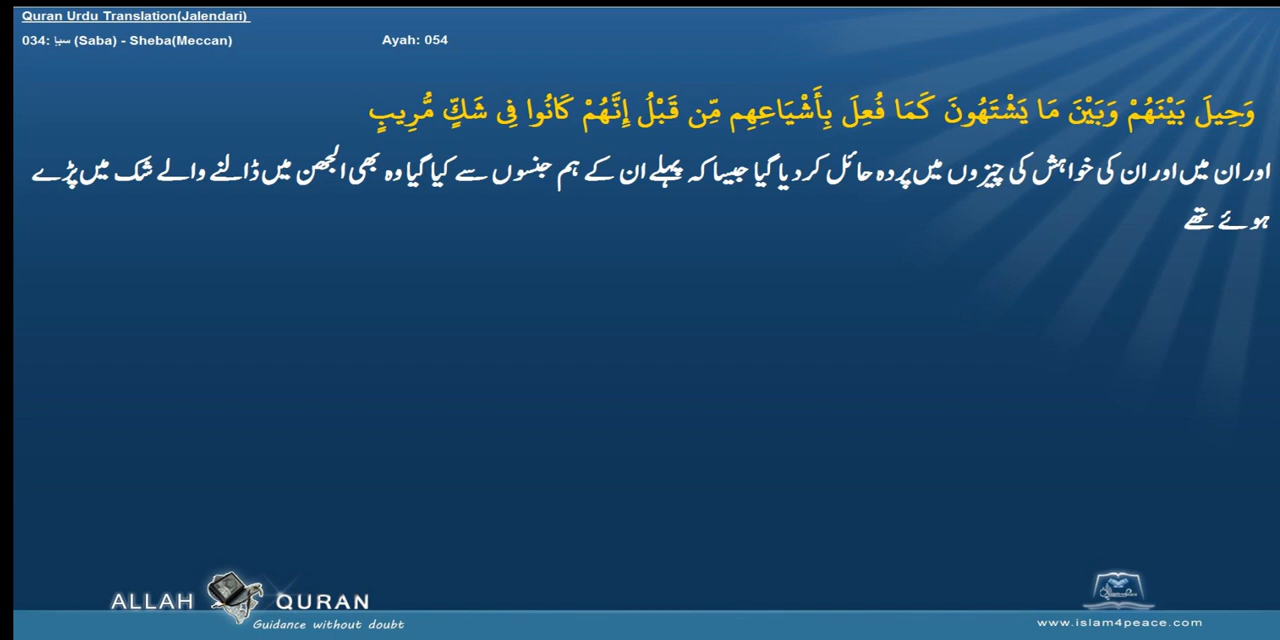 Quran Urdu Translation(Jalendari)
034: سبإ (Saba) - Sheba(Meccan) Ayah: 054
وَحِيلَ بَيْنَهُمْ وَبَيْنَ مَا يَشْتَهُونَ كَمَا فُعِلَ بِأَشْيَاعِهِم مِّن قَبْلُ إِنَّهُمْ كَانُوا فِي شَكٍّ مُّرِيبٍ
اور ان میں اور ان کی خواہش کی چیزوں میں پردہ حائل کردیا گیا جیسا کہ پہلے ان کے ہم جنسوں سے کیا گیا وہ بھی الجھن میں ڈالنے والے شک میں پڑے
ہوئے تھے
ALLAH QURAN
Guidance without doubt
www.islam4peace.com